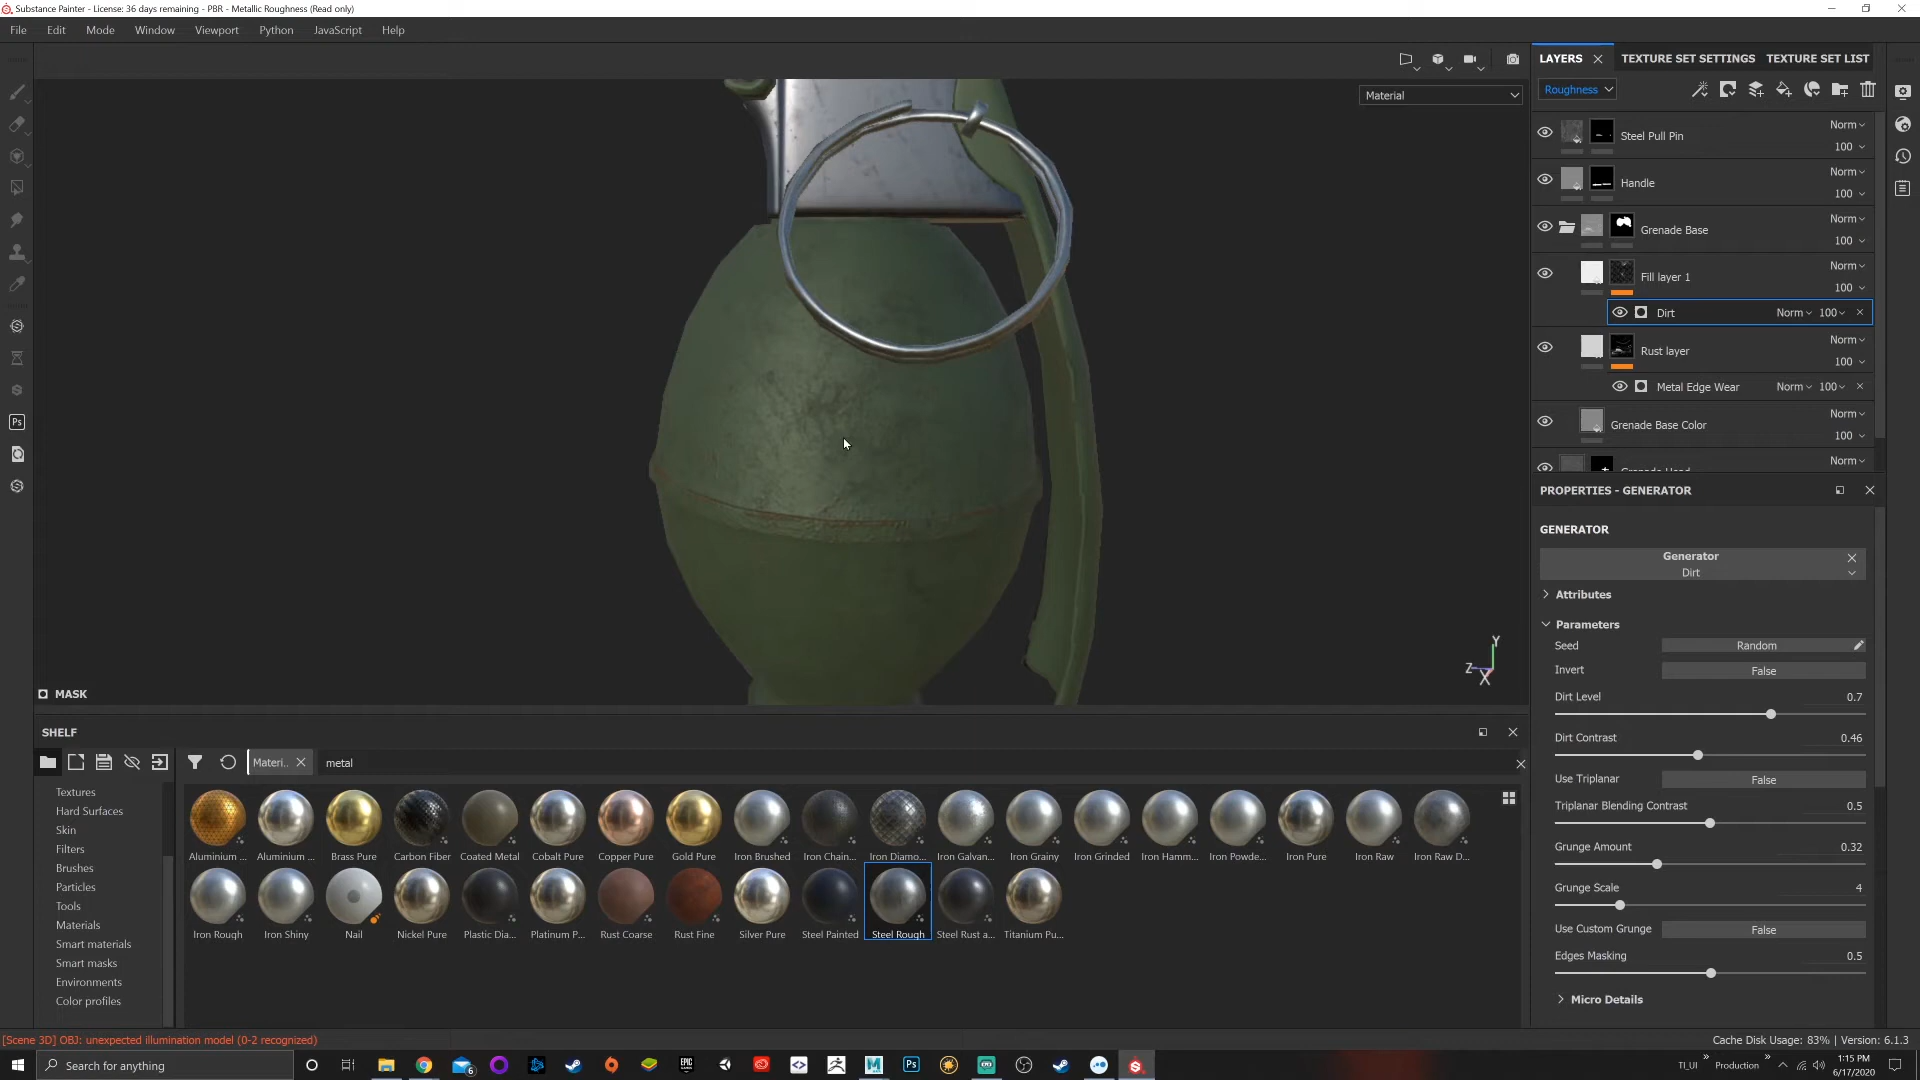 Substance Painter - License: 36 days remaining - PBR - Metallic Roughness (Read only)
File Edit Mode Window Viewport Python JavaScript Help
LAYERS TEXTURE SET SETTINGS TEXTURE SET LIST
Material
Roughness
Steel Pull Pin Norm 100
Handle Norm 100
Grenade Base Norm 100
Fill layer 1 Norm 100
Dirt Norm 100
Rust layer Norm 100
Metal Edge Wear Norm 100
Grenade Base Color Norm 100
Norm
PROPERTIES - GENERATOR
GENERATOR
Generator
Dirt
Attributes
Parameters
Seed Random
Invert False
Dirt Level 0.7
Dirt Contrast 0.46
Use Triplanar False
Triplanar Blending Contrast 0.5
Grunge Amount 0.32
Grunge Scale 4
Use Custom Grunge False
Edges Masking 0.5
Micro Details
Y
Z
X
MASK
SHELF
Materi.. metal
Textures
Hard Surfaces
Skin
Filters
Brushes
Particles
Tools
Materials
Smart materials
Smart masks
Environments
Color profiles
Aluminium ... Aluminium ... Brass Pure Carbon Fiber Coated Metal Cobalt Pure Copper Pure Gold Pure Iron Brushed Iron Chain... Iron Diamo... Iron Galvan... Iron Grainy Iron Grinded Iron Hamm... Iron Powde... Iron Pure Iron Raw Iron Raw D...
Iron Rough Iron Shiny Nail Nickel Pure Plastic Dia... Platinum P... Rust Coarse Rust Fine Silver Pure Steel Painted Steel Rough Steel Rust a... Titanium Pu...
[Scene 3D] OBJ: unexpected illumination model (0-2 recognized)
Cache Disk Usage: 83% | Version: 6.1.3
Search for anything
6
EPIC
Ps
TI_UI Production
1:15 PM
6/17/2020